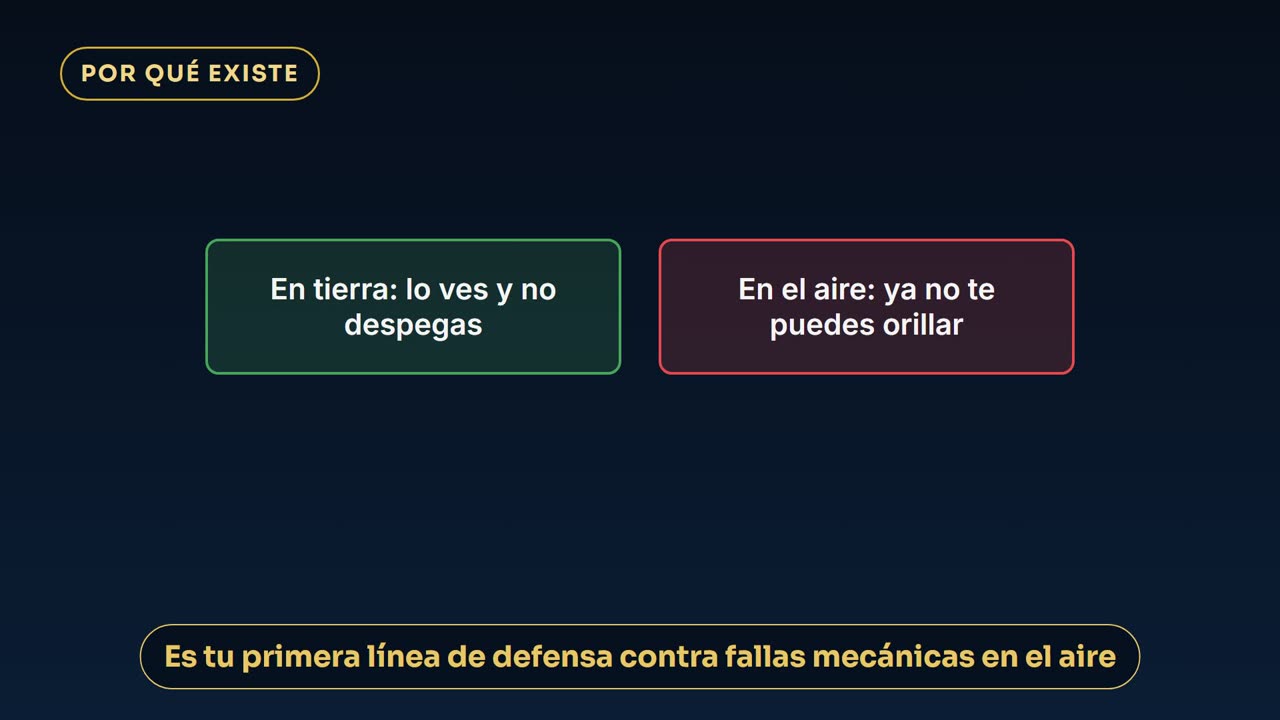 POR QUÉ EXISTE
En tierra: lo ves y no
despegas
En el aire: ya no te
puedes orillar
Es tu primera línea de defensa contra fallas mecánicas en el aire